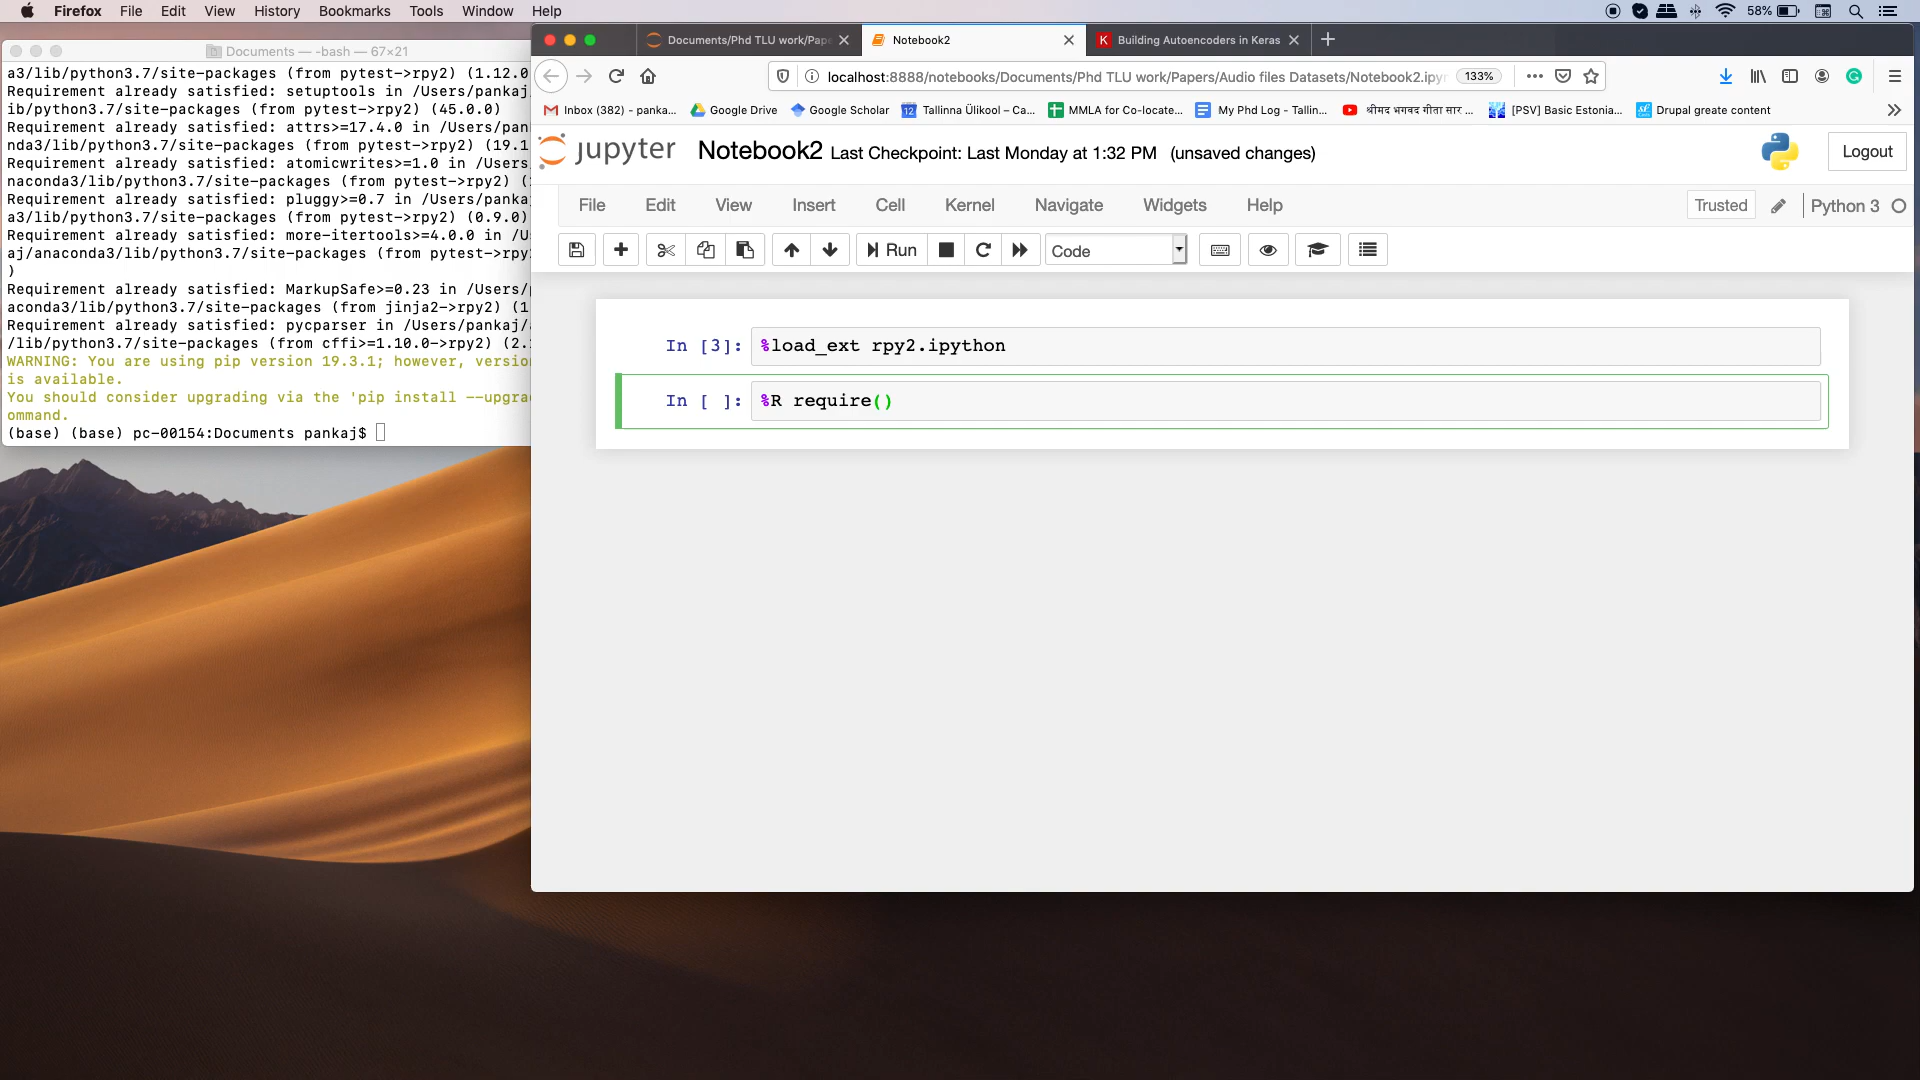 Firefox File Edit View History Bookmarks Tools Window Help
58%
Documents — -bash — 67×21
a3/lib/python3.7/site-packages (from pytest->rpy2) (1.12.0
Requirement already satisfied: setuptools in /Users/pankaj
ib/python3.7/site-packages (from pytest->rpy2) (45.0.0)
Requirement already satisfied: attrs>=17.4.0 in /Users/pan
nda3/lib/python3.7/site-packages (from pytest->rpy2) (19.1
Requirement already satisfied: atomicwrites>=1.0 in /Users
naconda3/lib/python3.7/site-packages (from pytest->rpy2) (
Requirement already satisfied: pluggy>=0.7 in /Users/panka
a3/lib/python3.7/site-packages (from pytest->rpy2) (0.9.0)
Requirement already satisfied: more-itertools>=4.0.0 in /U
aj/anaconda3/lib/python3.7/site-packages (from pytest->rpy
)
Requirement already satisfied: MarkupSafe>=0.23 in /Users/
aconda3/lib/python3.7/site-packages (from jinja2->rpy2) (1
Requirement already satisfied: pycparser in /Users/pankaj/
/lib/python3.7/site-packages (from cffi>=1.10.0->rpy2) (2.
WARNING: You are using pip version 19.3.1; however, versio
is available.
You should consider upgrading via the 'pip install --upgra
ommand.
(base) (base) pc-00154:Documents pankaj$
Documents/Phd TLU work/Pape Notebook2 Building Autoencoders in Keras
localhost:8888/notebooks/Documents/Phd TLU work/Papers/Audio files Datasets/Notebook2.ipyn 133%
Inbox (382) - panka... Google Drive Google Scholar 12 Tallinna Ülikool – Ca... MMLA for Co-locate... My Phd Log - Tallin... श्रीमद भगवद गीता सार ... [PSV] Basic Estonia... Drupal greate content
jupyter Notebook2 Last Checkpoint: Last Monday at 1:32 PM (unsaved changes) Logout
File Edit View Insert Cell Kernel Navigate Widgets Help Trusted Python 3
Run Code
In [3]: %load_ext rpy2.ipython
In [ ]: %R require()